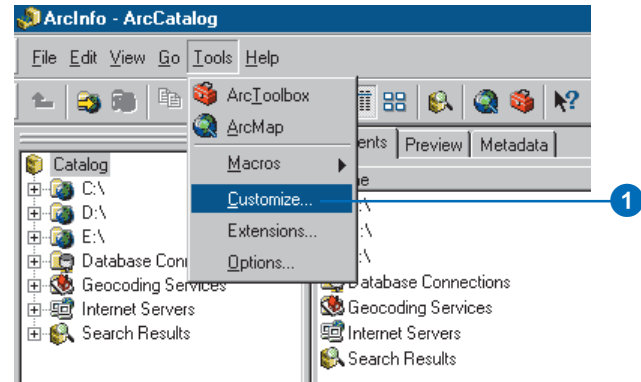 ArcInfo - ArcCatalog
File Edit View Go Tools Help
ArcToolbox
ArcMap
Macros
Customize...
Extensions...
Options...
1
ents Preview Metadata
Catalog
C:\
D:\
E:\
Database Con
Geocoding Services
Internet Servers
Search Results
e
:\
:\
:\
Database Connections
Geocoding Services
Internet Servers
Search Results